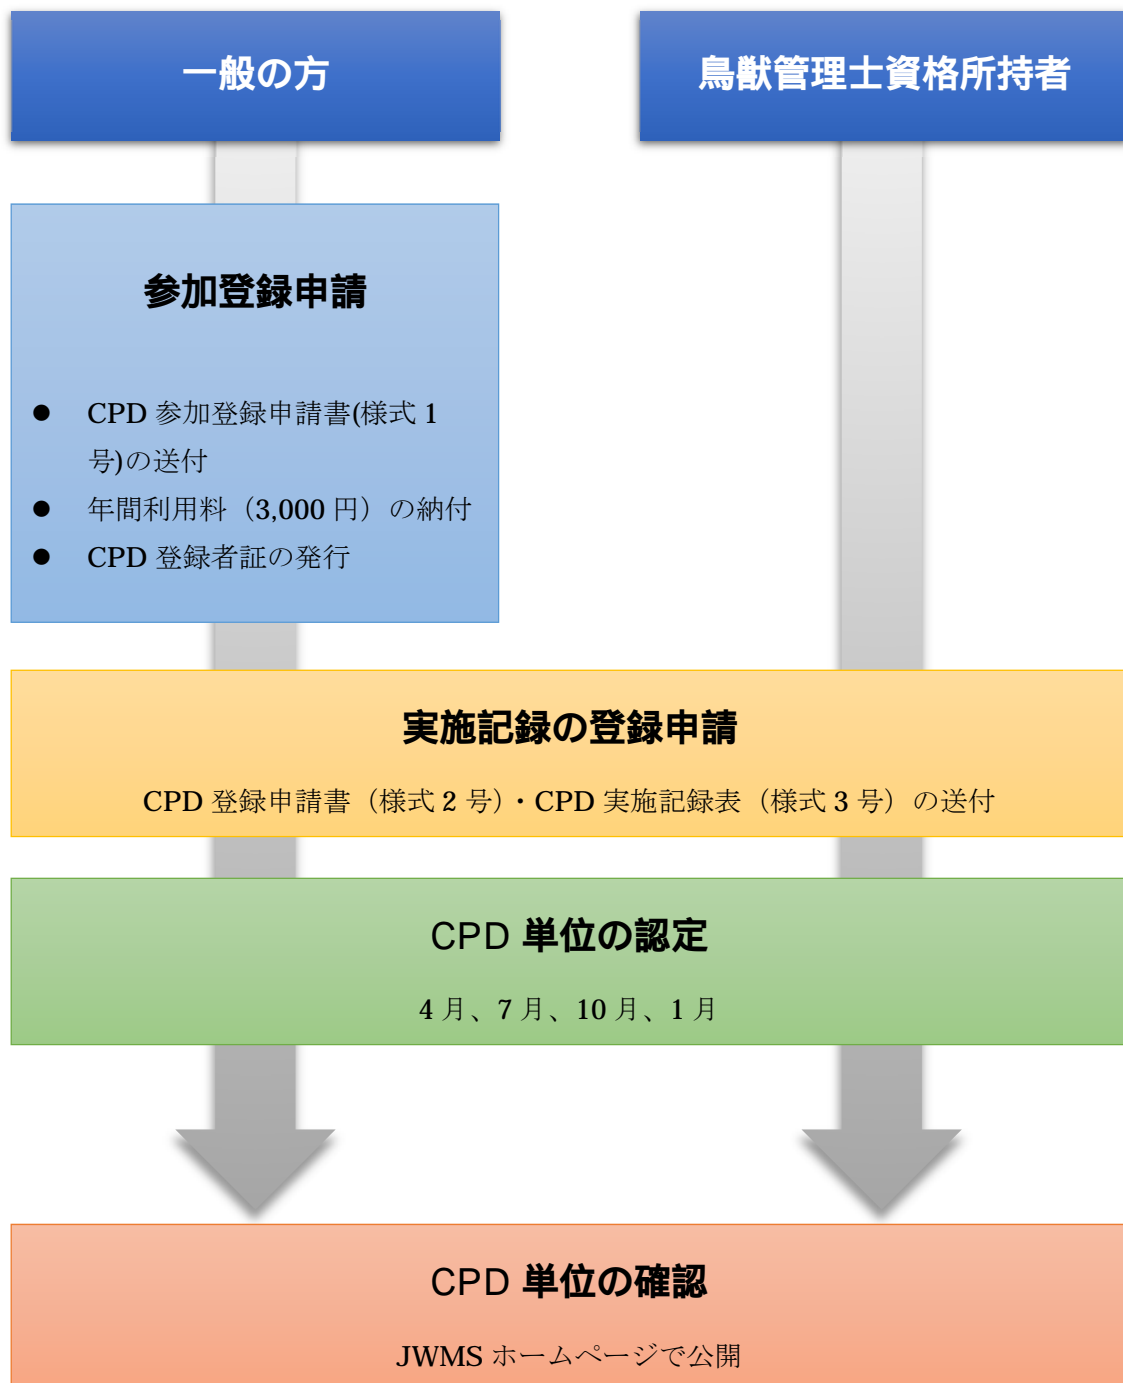 一般の方
鳥獣管理士資格所持者
参加登録申請
● CPD 参加登録申請書(様式 1
号)の送付
● 年間利用料（3,000 円）の納付
● CPD 登録者証の発行
実施記録の登録申請
CPD 登録申請書（様式 2 号）・CPD 実施記録表（様式 3 号）の送付
CPD 単位の認定
4 月、7 月、10 月、1 月
CPD 単位の確認
JWMS ホームページで公開